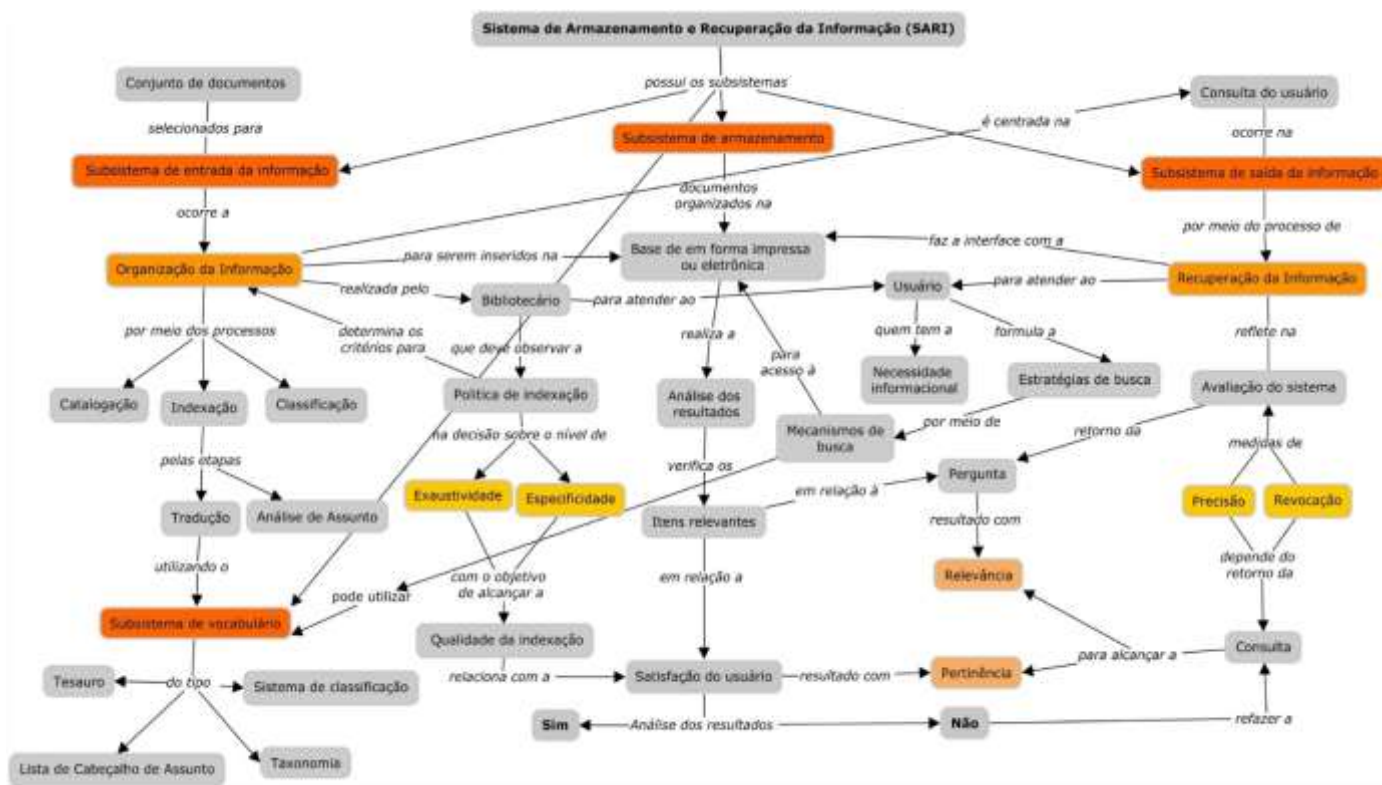 Sistema de Armazenamento e Recuperação da Informação (SARI)
possui os subsistemas
Conjunto de documentos
Consulta do usuário
selecionados para
é centrada na
ocorre na
Subsistema de armazenamento
Subsistema de entrada da informação
Subsistema de saída da informação
documentos
organizados na
ocorre a
por meio do processo de
Base de em forma impressa
ou eletrônica
faz a interface com a
Organização da Informação
para serem inseridos na
Recuperação da Informação
realizada pelo
Bibliotecário
para atender ao
Usuário
para atender ao
por meio dos processos
determina os
critérios para
que deve observar a
realiza a
para
acesso à
quem tem a
formula a
reflete na
Catalogação
Indexação
Classificação
Política de indexação
Análise dos
resultados
Necessidade
informacional
Estratégias de busca
Avaliação do sistema
na decisão sobre o nível de
Mecanismos de
busca
por meio de
retorno da
medidas de
pelas etapas
verifica os
Exaustividade
Especificidade
em relação à
Pergunta
Precisão
Revocação
Tradução
Análise de Assunto
Itens relevantes
resultado com
utilizando o
com o objetivo
de alcançar a
em relação a
Relevância
depende do
retorno da
pode utilizar
Subsistema de vocabulário
Qualidade da indexação
Consulta
para alcançar a
Tesauro
do tipo
Sistema de classificação
relaciona com a
Satisfação do usuário
resultado com
Pertinência
Sim
Análise dos resultados
Não
refazer a
Lista de Cabeçalho de Assunto
Taxonomia